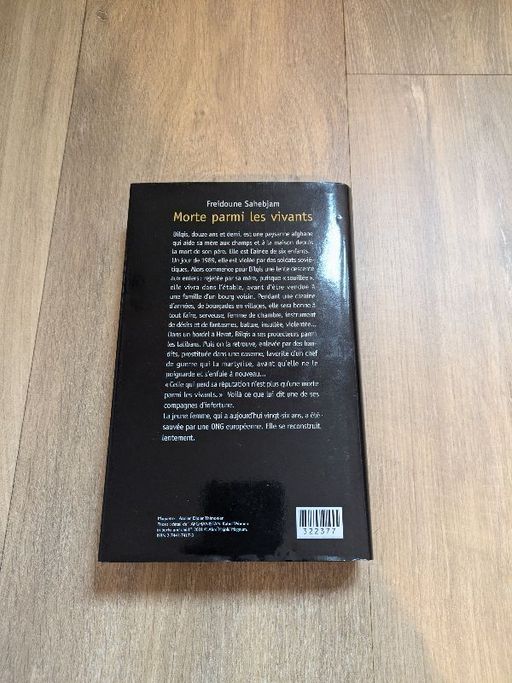 Freidoune Sahebjam
Morte parmi les vivants
Bilqis, douze ans et demi, est une paysanne afghane
qui aide sa mère aux champs et à la maison depuis
la mort de son père. Elle est l'aînée de six enfants.
Un jour de 1989, elle est violée par des soldats sovié-
tiques. Alors commence pour Bilqis une lente descente
aux enfers : rejetée par sa mère, puisque « souillée »,
elle vivra dans l'étable, avant d'être vendue à
une famille d'un bourg voisin. Pendant une dizaine
d'années, de bourgades en villages, elle sera bonne à
tout faire, serveuse, femme de chambre, instrument
de désirs et de fantasmes, battue, insultée, violentée...
Dans un bordel à Herat, Bilqis a ses protecteurs parmi
les talibans. Puis on la retrouve, enlevée par des ban-
dits, prostituée dans une caserne, favorite d'un chef
de guerre qui la martyrise, avant qu'elle ne le
poignarde et s'enfuie à nouveau...
« Celle qui perd sa réputation n'est plus qu'une morte
parmi les vivants. » Voilà ce que lui dit une de ses
compagnes d'infortune.
La jeune femme, qui a aujourd'hui vingt-six ans, a été
sauvée par une ONG européenne. Elle se reconstruit,
lentement.
322377